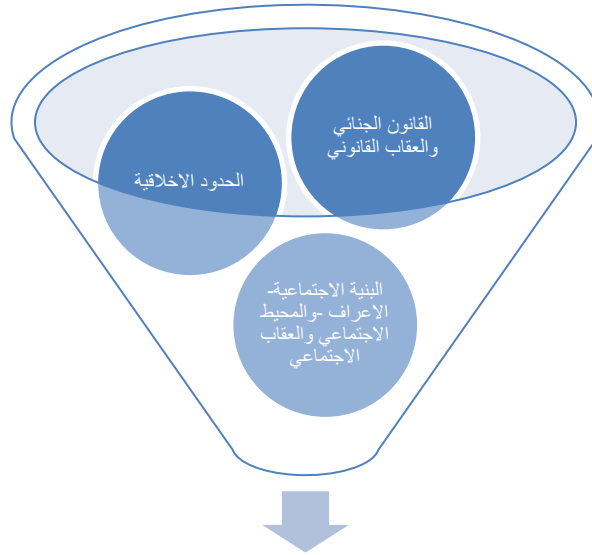 القانون الجنائي
والعقاب القانوني
الحدود الاخلاقية
البنية الاجتماعية-
الاعراف -والمحيط
الاجتماعي والعقاب
الاجتماعي